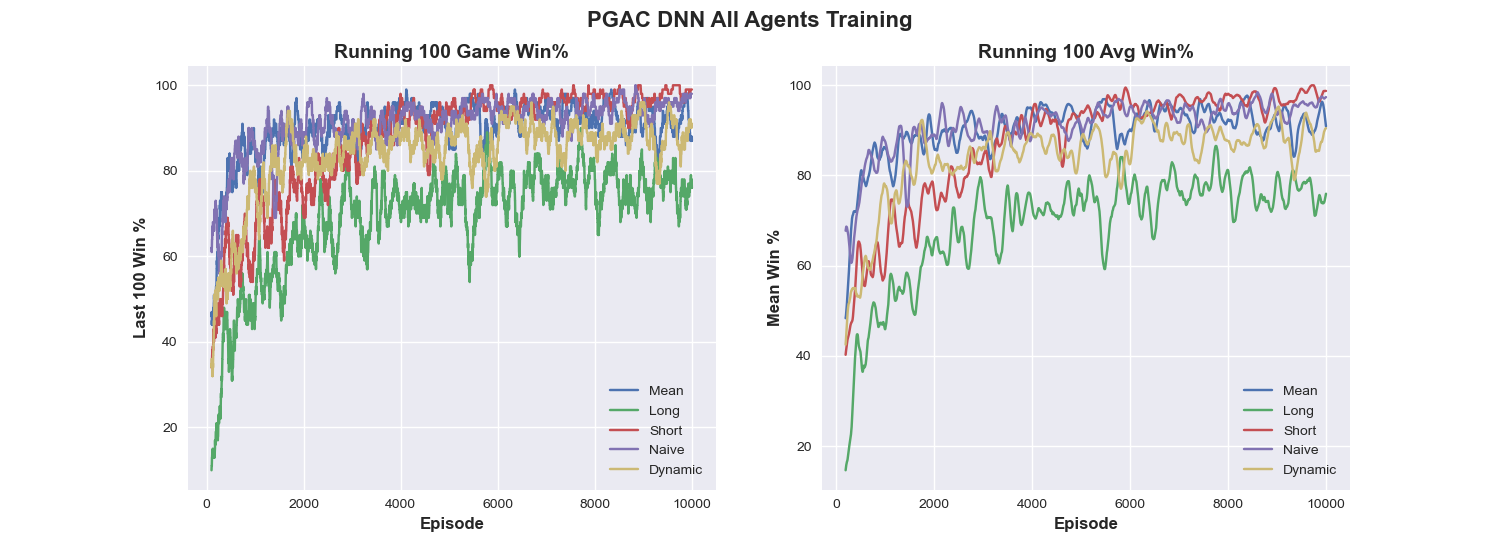 PGAC DNN All Agents Training
Running 100 Game Win%
Last 100 Win %
100
80
60
40
20
0 2000 4000 6000 8000 10000
Episode
Mean
Long
Short
Naive
Dynamic
Running 100 Avg Win%
Mean Win %
100
80
60
40
20
0 2000 4000 6000 8000 10000
Episode
Mean
Long
Short
Naive
Dynamic